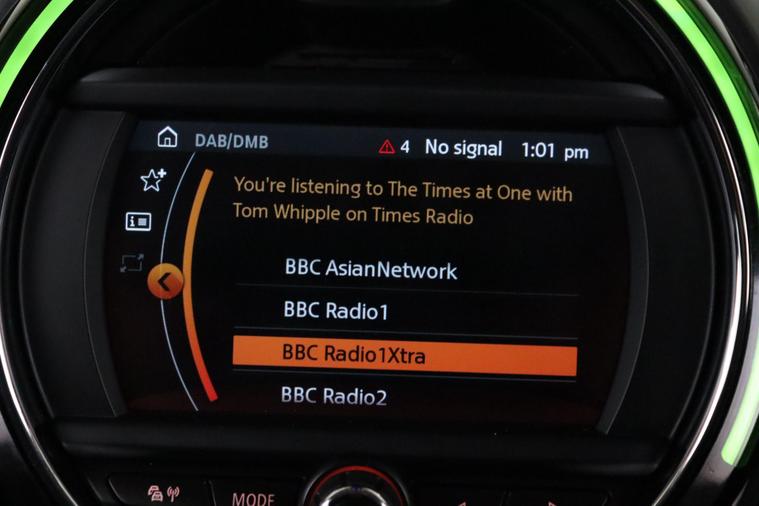 DAB/DMB 4 No signal 1:01 pm
You're listening to The Times at One with
Tom Whipple on Times Radio
BBC AsianNetwork
BBC Radio1
BBC Radio1Xtra
BBC Radio2
MODE